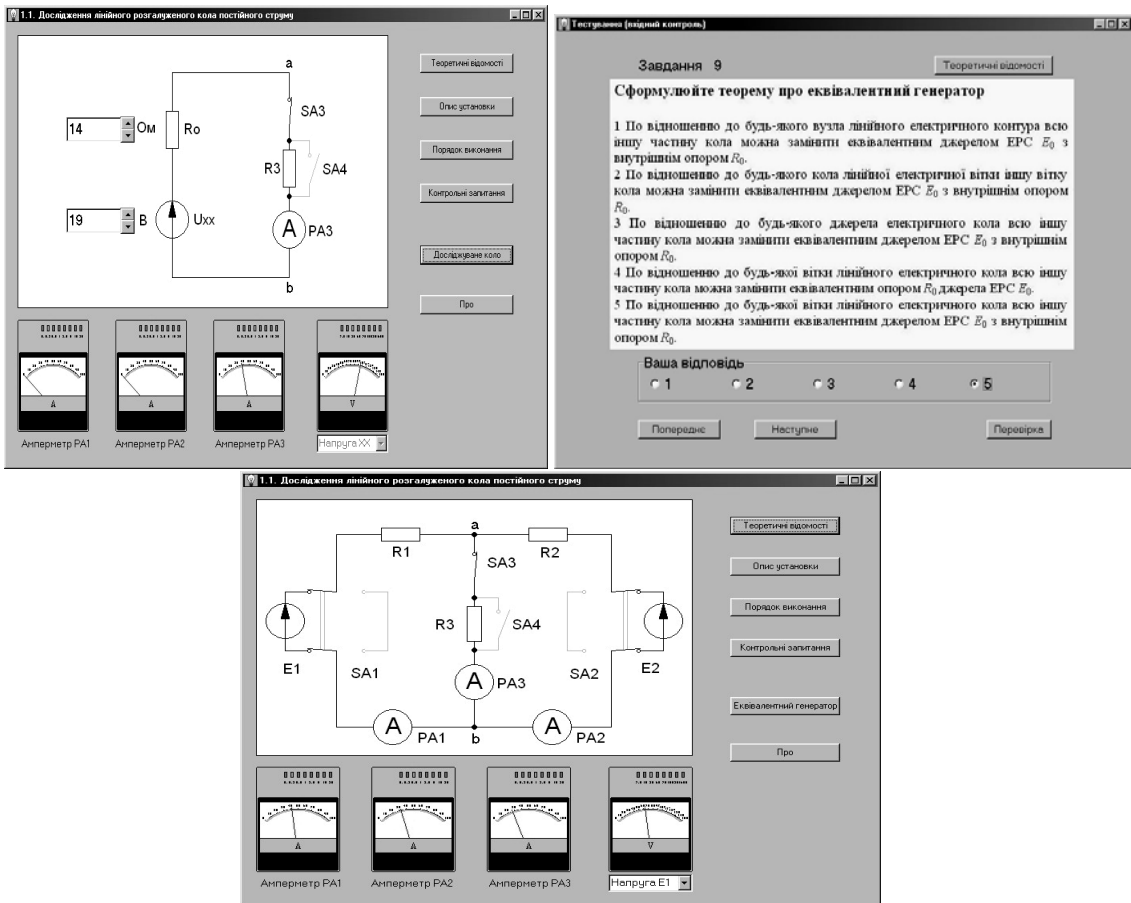 1.1. Дослідження лінійного розгалуженого кола постійного струму
a
SA3
14
Ом
Ro
R3
SA4
19
В
Uxx
A
PA3
b
Теоретичні відомості
Опис установки
Порядок виконання
Контрольні запитання
Досліджуване коло
Про
A
A
A
V
Амперметр PA1
Амперметр PA2
Амперметр PA3
Напруга XX
Тестування (вхідний контроль)
Завдання 9
Теоретичні відомості
Сформулюйте теорему про еквівалентний генератор
1 По відношенню до будь-якого вузла лінійного електричного контура всю
іншу частину кола можна замінити еквівалентним джерелом ЕРС E0 з
внутрішнім опором R0.
2 По відношенню до будь-якого кола лінійної електричної вітки іншу вітку
кола можна замінити еквівалентним джерелом ЕРС E0 з внутрішнім опором
R0.
3 По відношенню до будь-якого джерела електричного кола всю іншу
частину кола можна замінити еквівалентним джерелом ЕРС E0 з внутрішнім
опором R0.
4 По відношенню до будь-якої вітки лінійного електричного кола всю іншу
частину кола можна замінити еквівалентним опором R0 джерела ЕРС E0.
5 По відношенню до будь-якої вітки лінійного електричного кола всю іншу
частину кола можна замінити еквівалентним джерелом ЕРС E0 з внутрішнім
опором R0.
Ваша відповідь
1 2 3 4 5
Попереднє
Наступне
Перевірка
1.1. Дослідження лінійного розгалуженого кола постійного струму
a
R1
R2
SA3
R3
SA4
E1
SA1
A
PA3
SA2
E2
A
PA1
b
A
PA2
Теоретичні відомості
Опис установки
Порядок виконання
Контрольні запитання
Еквівалентний генератор
Про
A
A
A
V
Амперметр PA1
Амперметр PA2
Амперметр PA3
Напруга E1